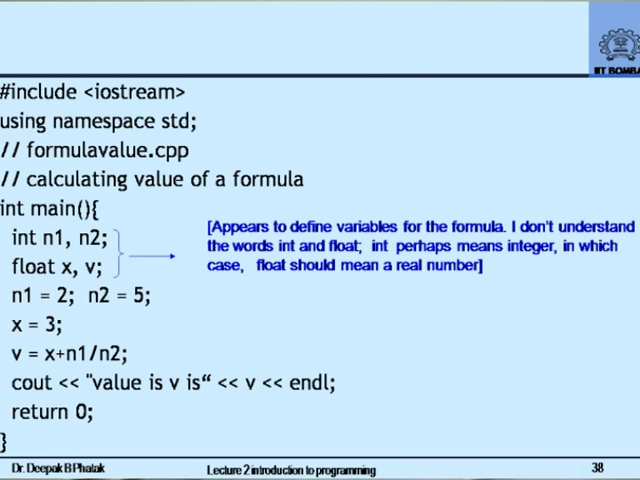 IIT BOMBA
#include <iostream>
using namespace std;
// formulavalue.cpp
// calculating value of a formula
int main(){
int n1, n2;
float x, v;
[Appears to define variables for the formula. I don't understand
the words int and float; int perhaps means integer, in which
case, float should mean a real number]
n1 = 2; n2 = 5;
x = 3;
v = x+n1/n2;
cout << "value is v is“ << v << endl;
return 0;
}
Dr. Deepak B Phatak
Lecture 2 introduction to programming
38